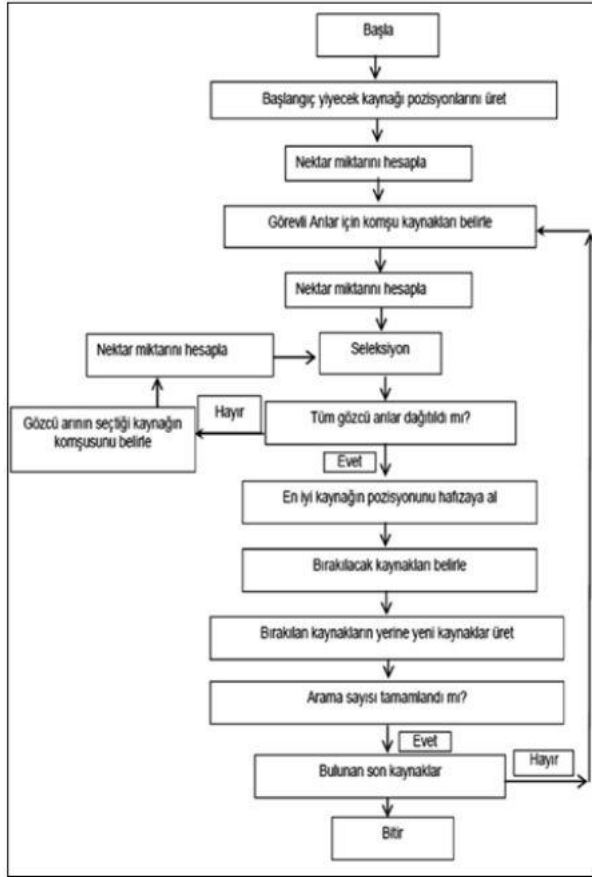 Başla
Başlangıç yiyecek kaynağı pozisyonlarını üret
Nektar miktarını hesapla
Görevli Anlar için komşu kaynakları belirle
Nektar miktarını hesapla
Nektar miktarını hesapla
Seleksiyon
Gözcü arının seçtiği kaynağın
komşusunu belirle
Hayır
Tüm gözcü anlar dağıtıldı mı?
Evet
En iyi kaynağın pozisyonunu hafızaya al
Bırakılacak kaynakları belirle
Bırakılan kaynakların yerine yeni kaynaklar üret
Arama sayısı tamamlandı mı?
Evet
Bulunan son kaynaklar
Hayır
Bitir